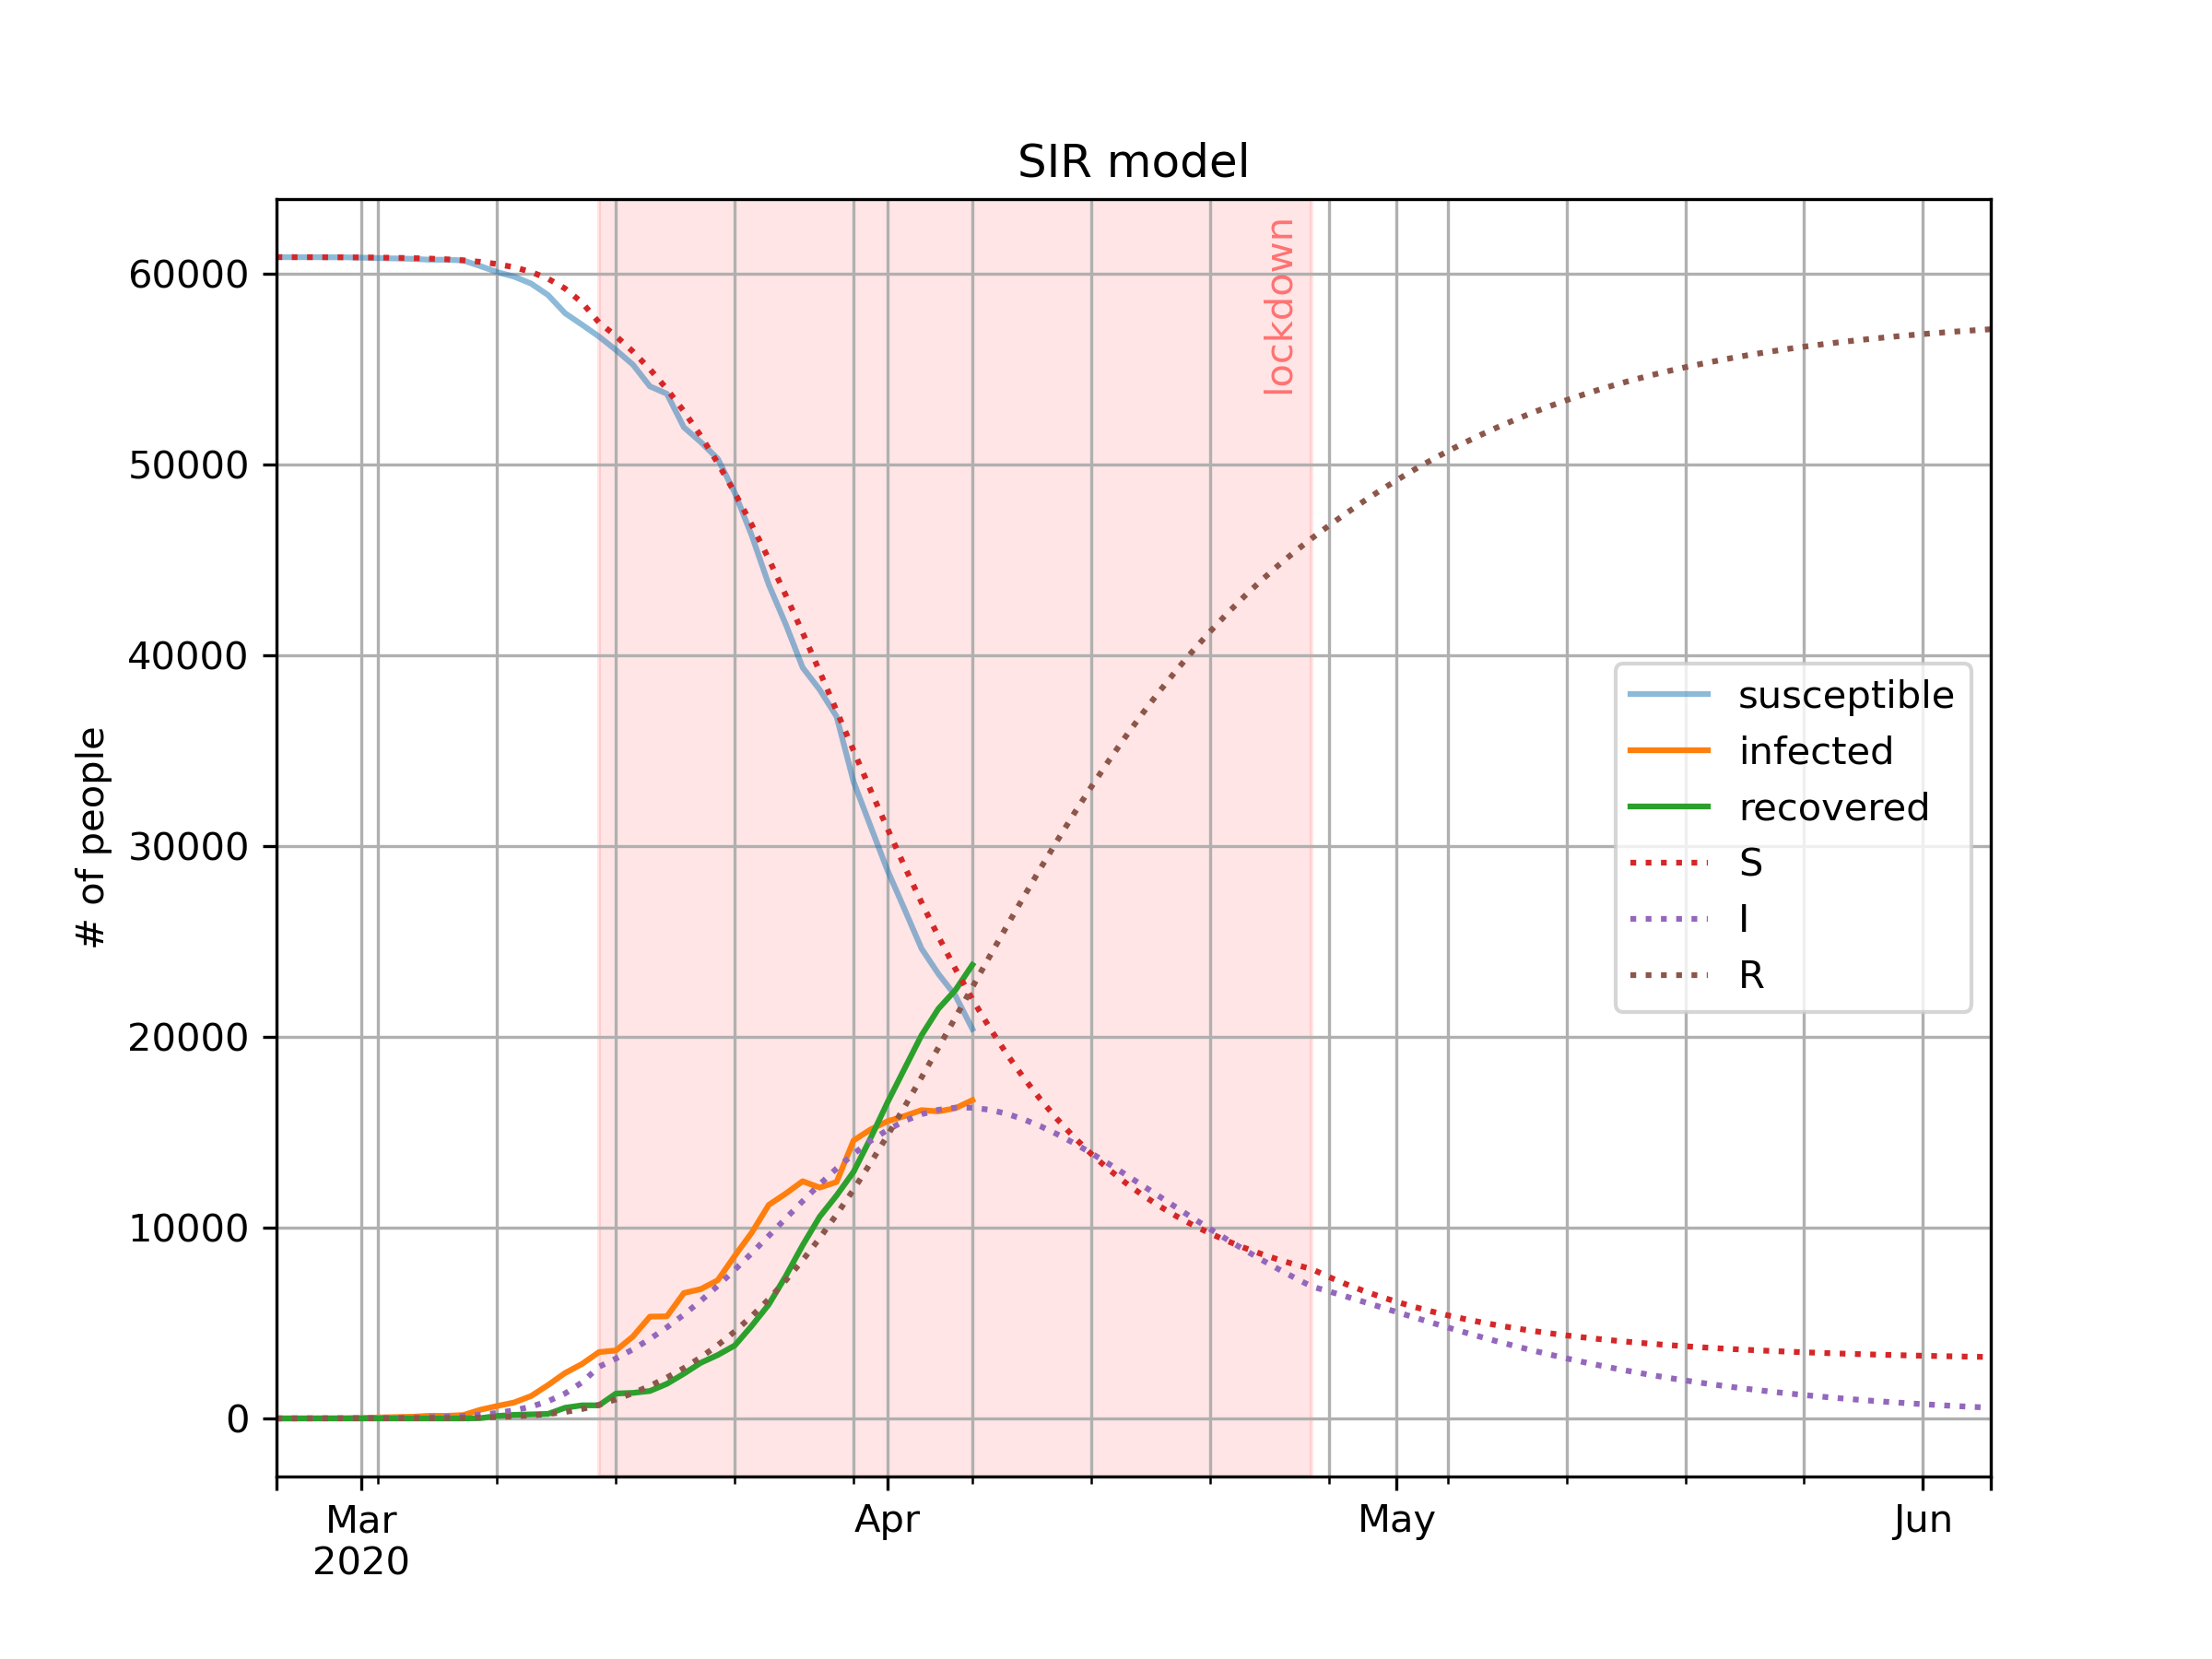 SIR model
lockdown
# of people
60000
50000
40000
30000
20000
10000
0
susceptible
infected
recovered
S
I
R
Mar
2020
Apr
May
Jun